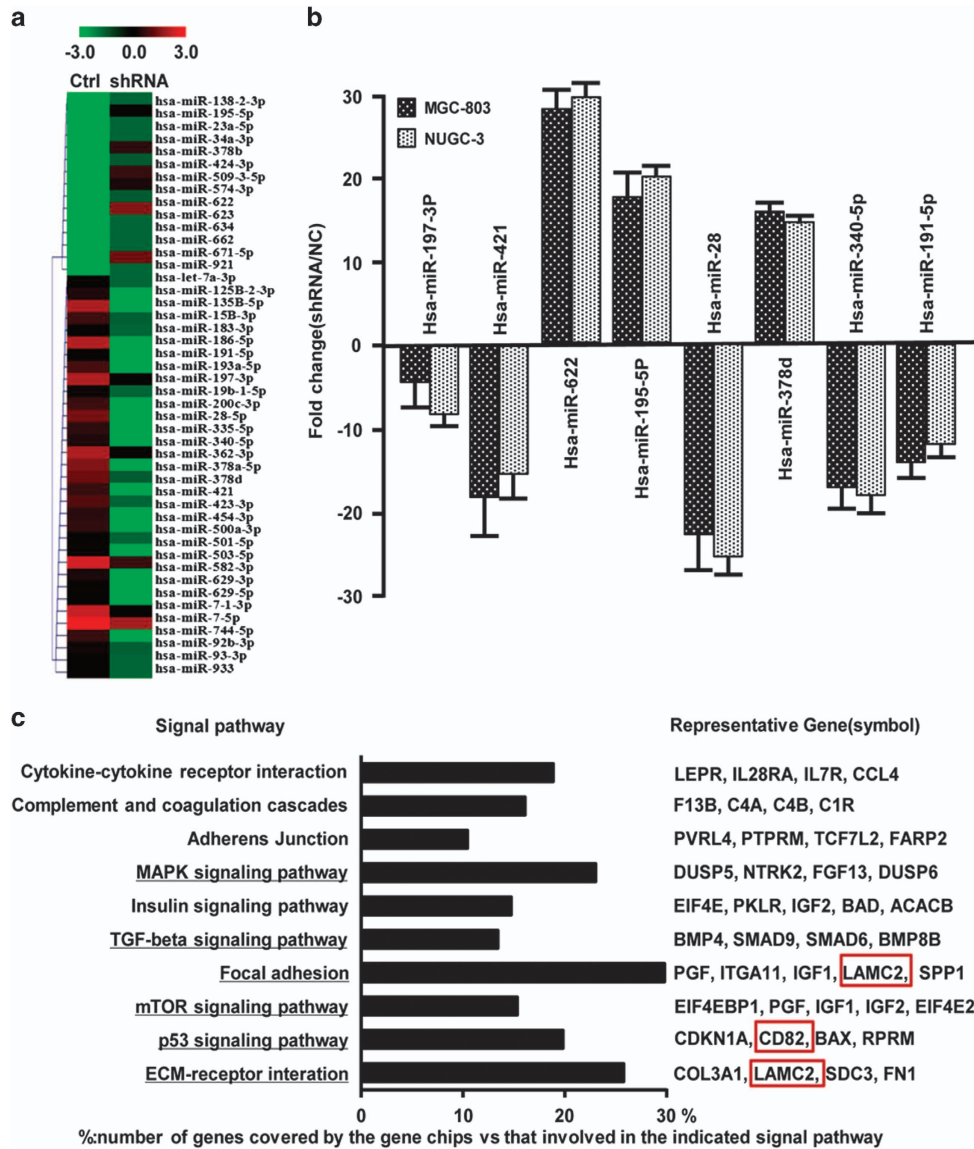 a
-3.0 0.0 3.0
Ctrl shRNA
hsa-miR-138-2-3p
hsa-miR-195-5p
hsa-miR-23a-5p
hsa-miR-34a-3p
hsa-miR-378b
hsa-miR-424-3p
hsa-miR-509-3-5p
hsa-miR-574-3p
hsa-miR-622
hsa-miR-623
hsa-miR-634
hsa-miR-662
hsa-miR-671-5p
hsa-miR-921
hsa-let-7a-3p
hsa-miR-125B-2-3p
hsa-miR-135B-5p
hsa-miR-15B-3p
hsa-miR-183-3p
hsa-miR-186-5p
hsa-miR-191-5p
hsa-miR-193a-5p
hsa-miR-197-3p
hsa-miR-19b-1-5p
hsa-miR-200c-3p
hsa-miR-28-5p
hsa-miR-335-5p
hsa-miR-340-5p
hsa-miR-362-3p
hsa-miR-378a-5p
hsa-miR-378d
hsa-miR-421
hsa-miR-423-3p
hsa-miR-454-3p
hsa-miR-500a-3p
hsa-miR-501-5p
hsa-miR-503-5p
hsa-miR-582-3p
hsa-miR-629-3p
hsa-miR-629-5p
hsa-miR-7-1-3p
hsa-miR-7-5p
hsa-miR-744-5p
hsa-miR-92b-3p
hsa-miR-93-3p
hsa-miR-933
b
Fold change(shRNA/NC)
30
20
10
0
-10
-20
-30
MGC-803
NUGC-3
Hsa-miR-197-3P
Hsa-miR-421
Hsa-miR-622
Hsa-miR-195-5P
Hsa-miR-28
Hsa-miR-378d
Hsa-miR-340-5p
Hsa-miR-191-5p
c
Signal pathway Representative Gene(symbol)
Cytokine-cytokine receptor interaction LEPR, IL28RA, IL7R, CCL4
Complement and coagulation cascades F13B, C4A, C4B, C1R
Adherens Junction PVRL4, PTPRM, TCF7L2, FARP2
MAPK signaling pathway DUSP5, NTRK2, FGF13, DUSP6
Insulin signaling pathway EIF4E, PKLR, IGF2, BAD, ACACB
TGF-beta signaling pathway BMP4, SMAD9, SMAD6, BMP8B
Focal adhesion PGF, ITGA11, IGF1, LAMC2, SPP1
mTOR signaling pathway EIF4EBP1, PGF, IGF1, IGF2, EIF4E2
p53 signaling pathway CDKN1A, CD82, BAX, RPRM
ECM-receptor interation COL3A1, LAMC2, SDC3, FN1
0 10 20 30 %
%:number of genes covered by the gene chips vs that involved in the indicated signal pathway